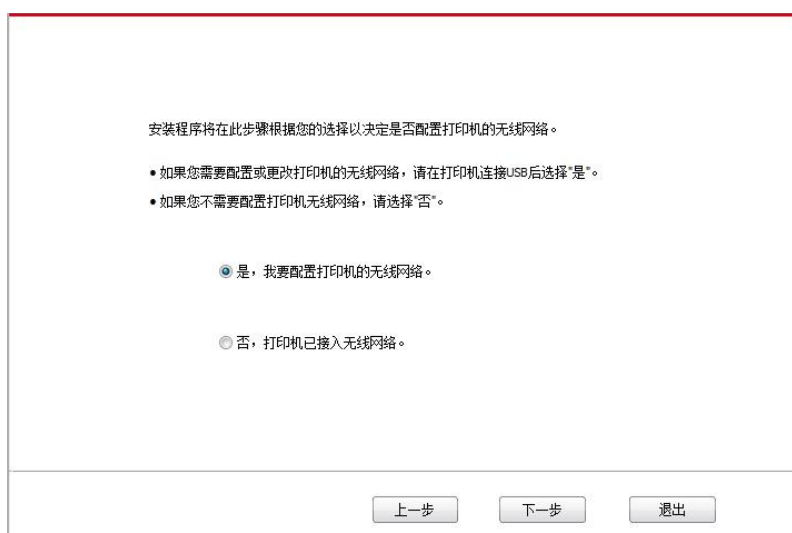 安装程序将在此步骤根据您的选择以决定是否配置打印机的无线网络。
• 如果您需要配置或更改打印机的无线网络，请在打印机连接USB后选择"是"。
• 如果您不需要配置打印机无线网络，请选择"否"。
是，我要配置打印机的无线网络。
否，打印机已接入无线网络。
上一步 下一步 退出